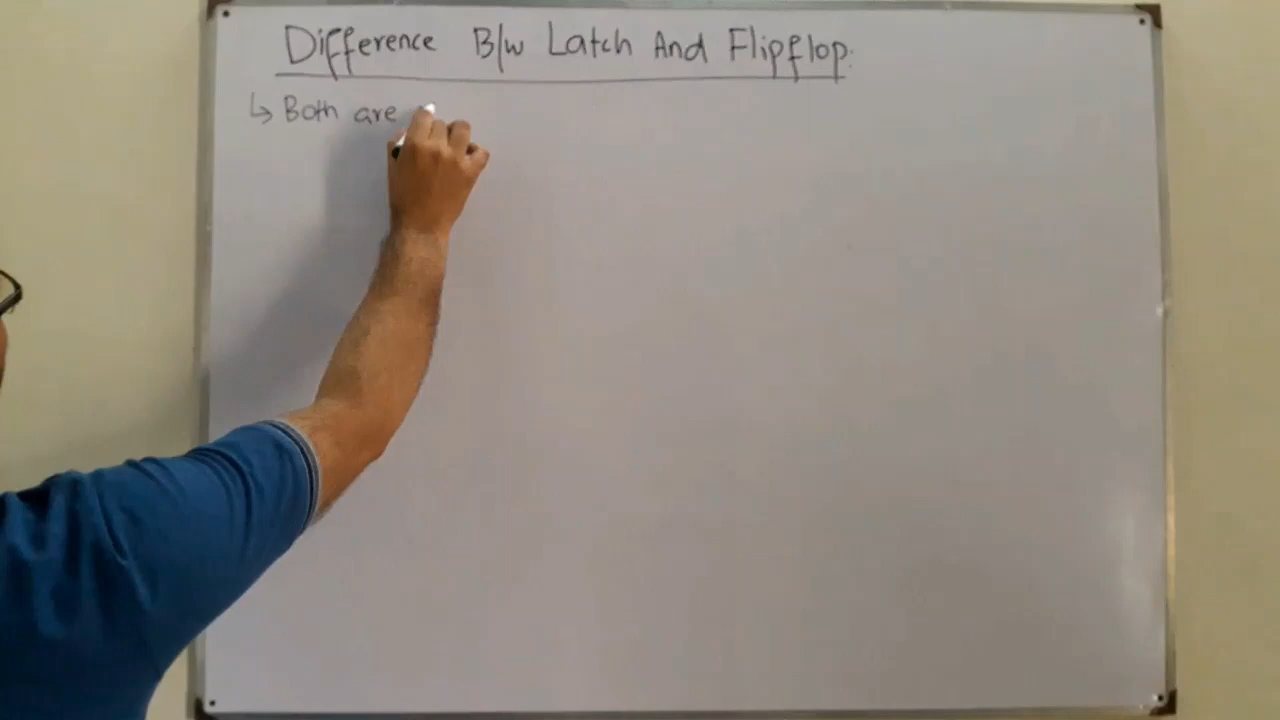 Difference B/w Latch And Flipflop.
↳ Both are